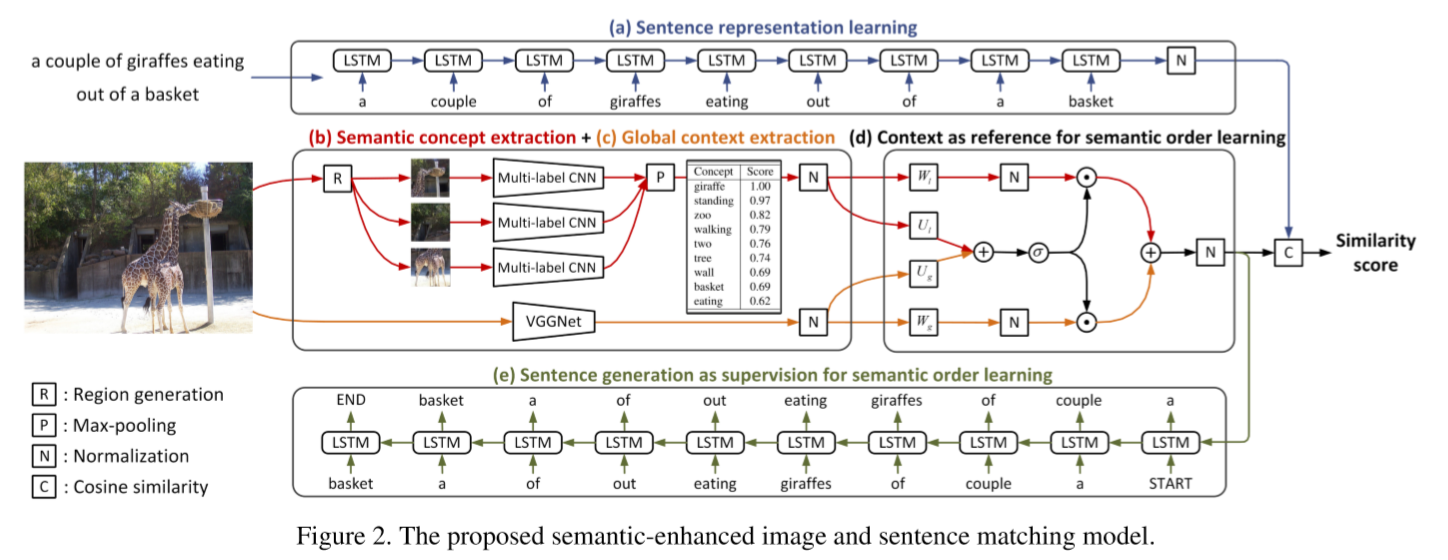 (a) Sentence representation learning
a couple of giraffes eating
out of a basket
LSTM LSTM LSTM LSTM LSTM LSTM LSTM LSTM LSTM N
a couple of giraffes eating out of a basket
(b) Semantic concept extraction + (c) Global context extraction
R
Multi-label CNN
Multi-label CNN
Multi-label CNN
P
Concept Score
giraffe 1.00
standing 0.97
zoo 0.82
walking 0.79
two 0.76
tree 0.74
wall 0.69
basket 0.69
eating 0.62
N
VGGNet
N
(d) Context as reference for semantic order learning
W_l N
U_l
+ σ
U_g
W_g N
+ N C
Similarity
score
(e) Sentence generation as supervision for semantic order learning
END basket a of out eating giraffes of couple a
LSTM LSTM LSTM LSTM LSTM LSTM LSTM LSTM LSTM LSTM
basket a of out eating giraffes of couple a START
R : Region generation
P : Max-pooling
N : Normalization
C : Cosine similarity
Figure 2. The proposed semantic-enhanced image and sentence matching model.